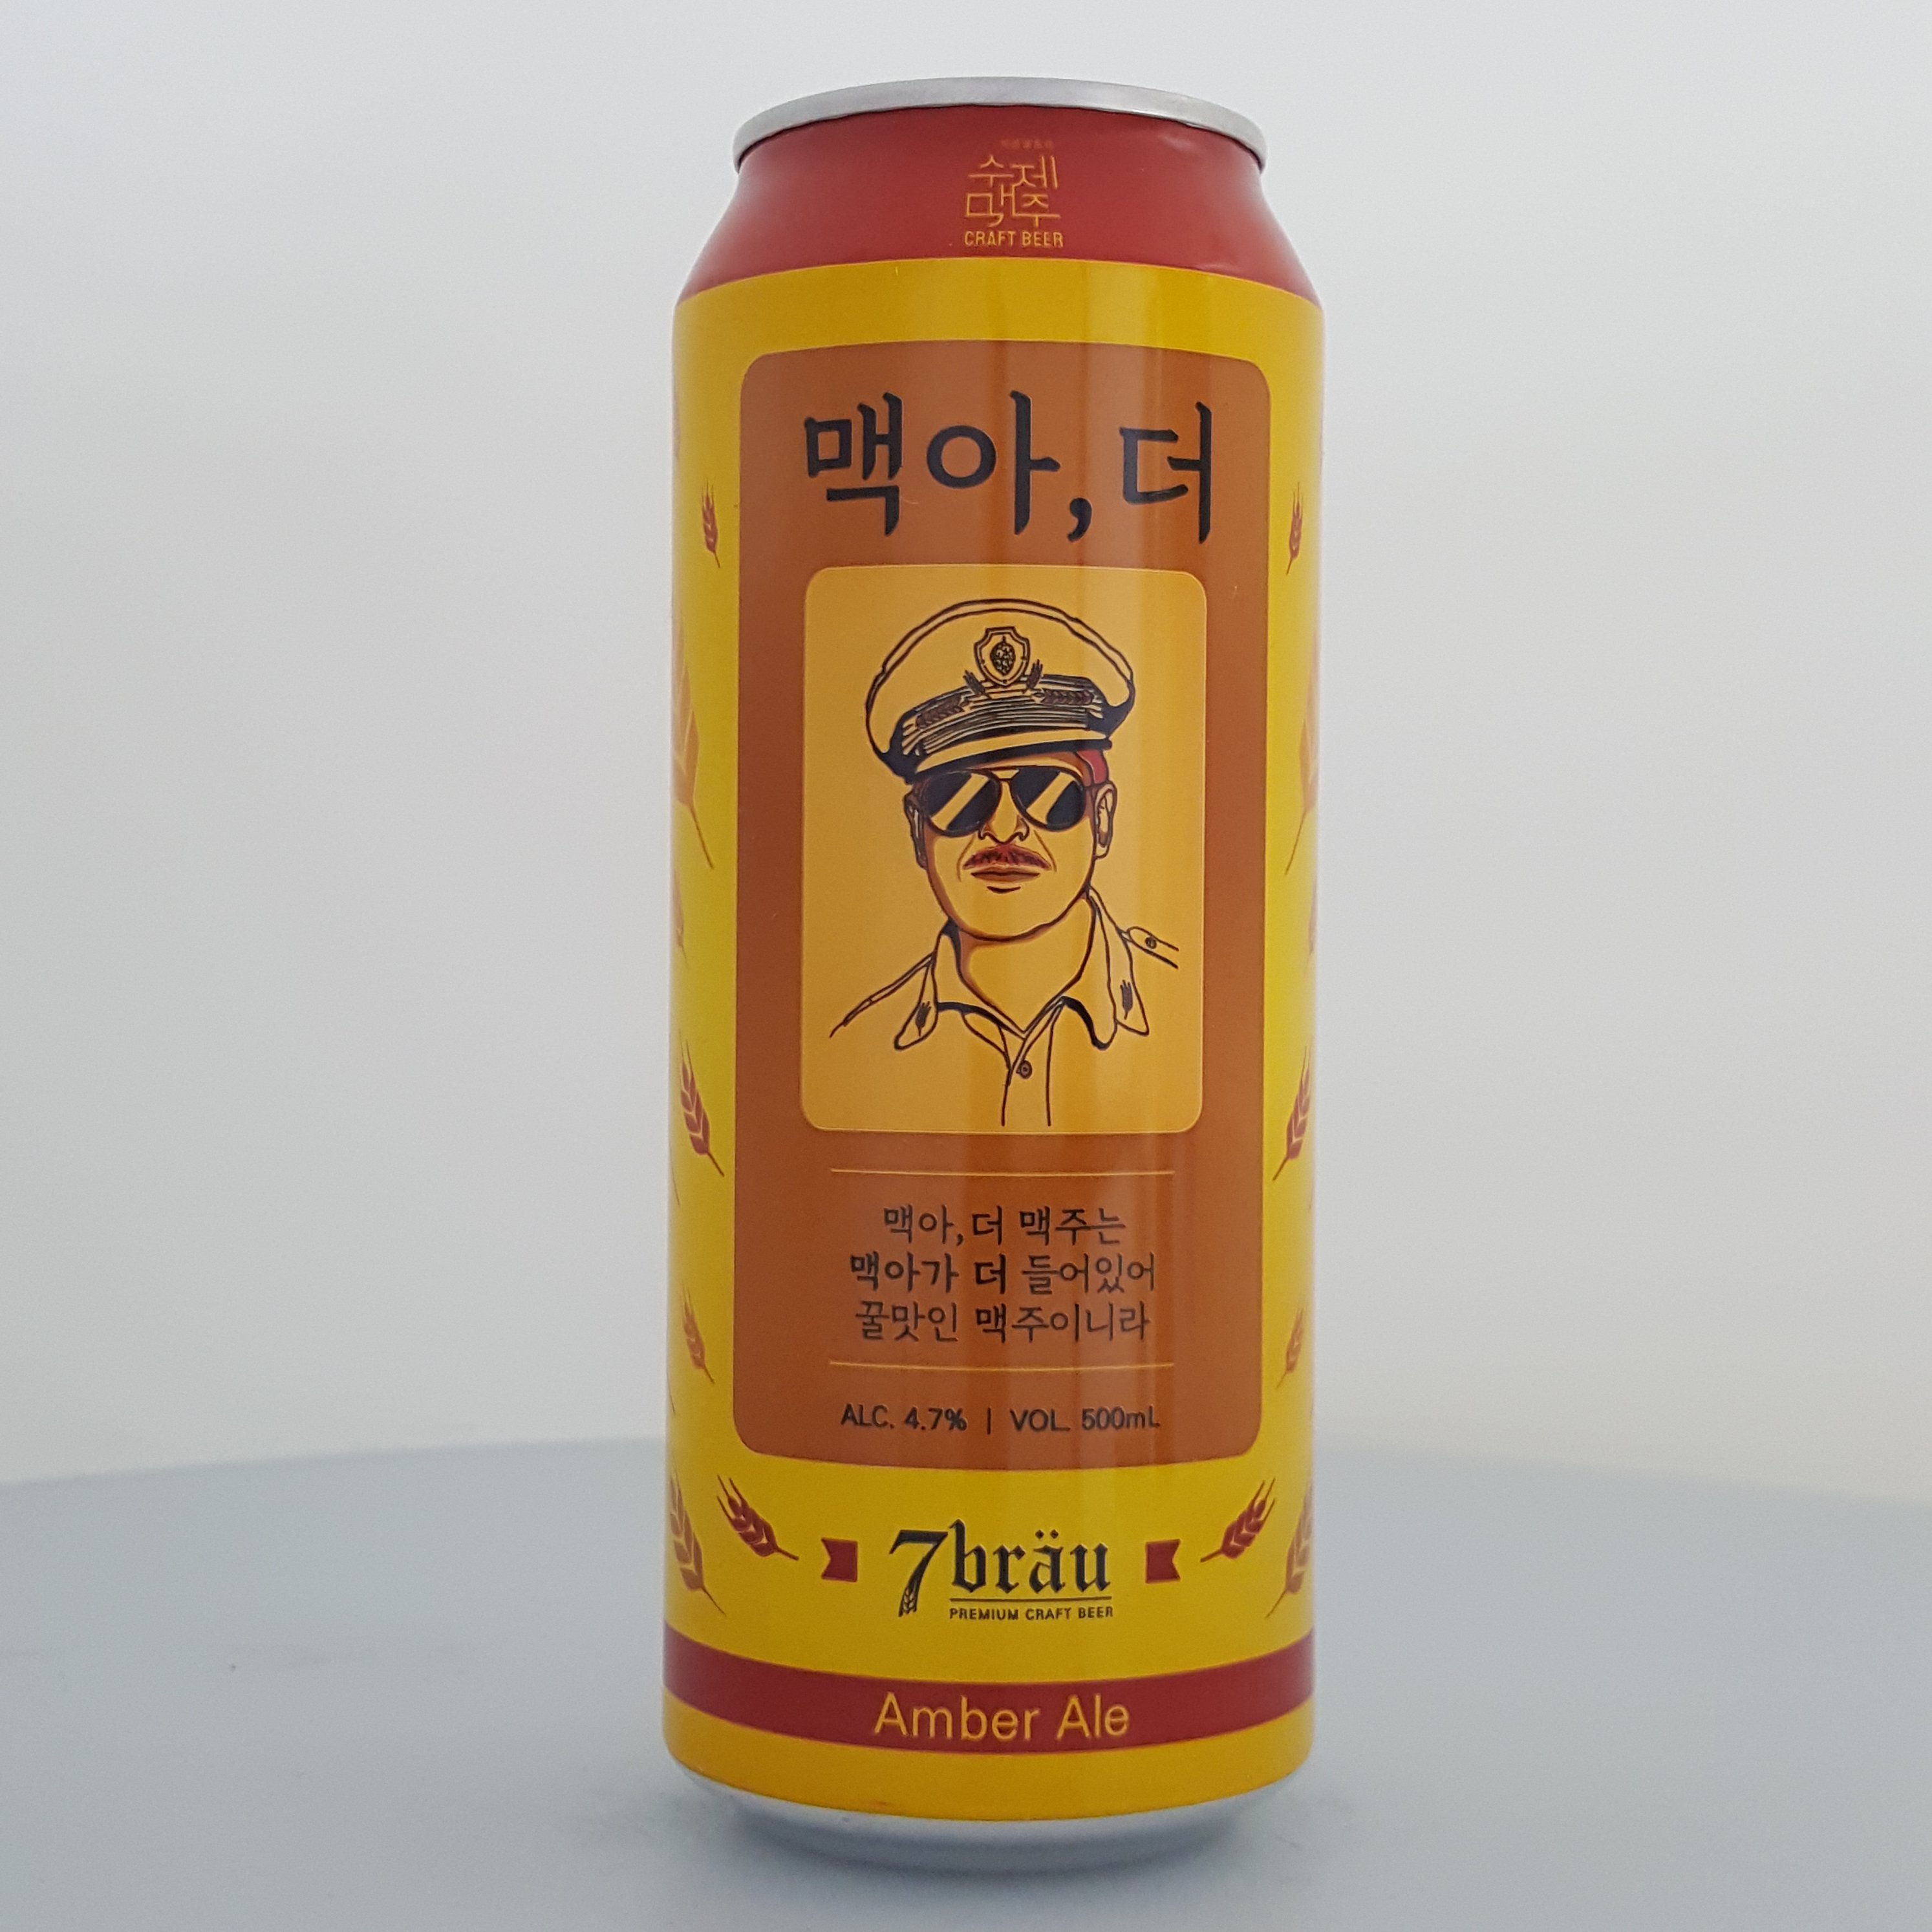 수제
맥주
CRAFT BEER
맥아,더
맥아,더 맥주는
맥아가 더 들어있어
꿀맛인 맥주이니라
ALC. 4.7% | VOL. 500mL
7bräu
PREMIUM CRAFT BEER
Amber Ale